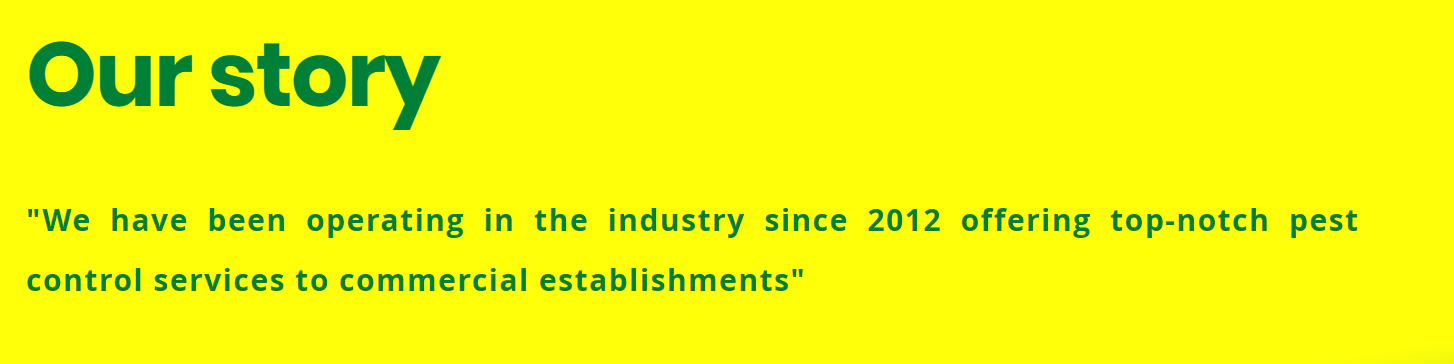 Our story
"We have been operating in the industry since 2012 offering top-notch pest
control services to commercial establishments"